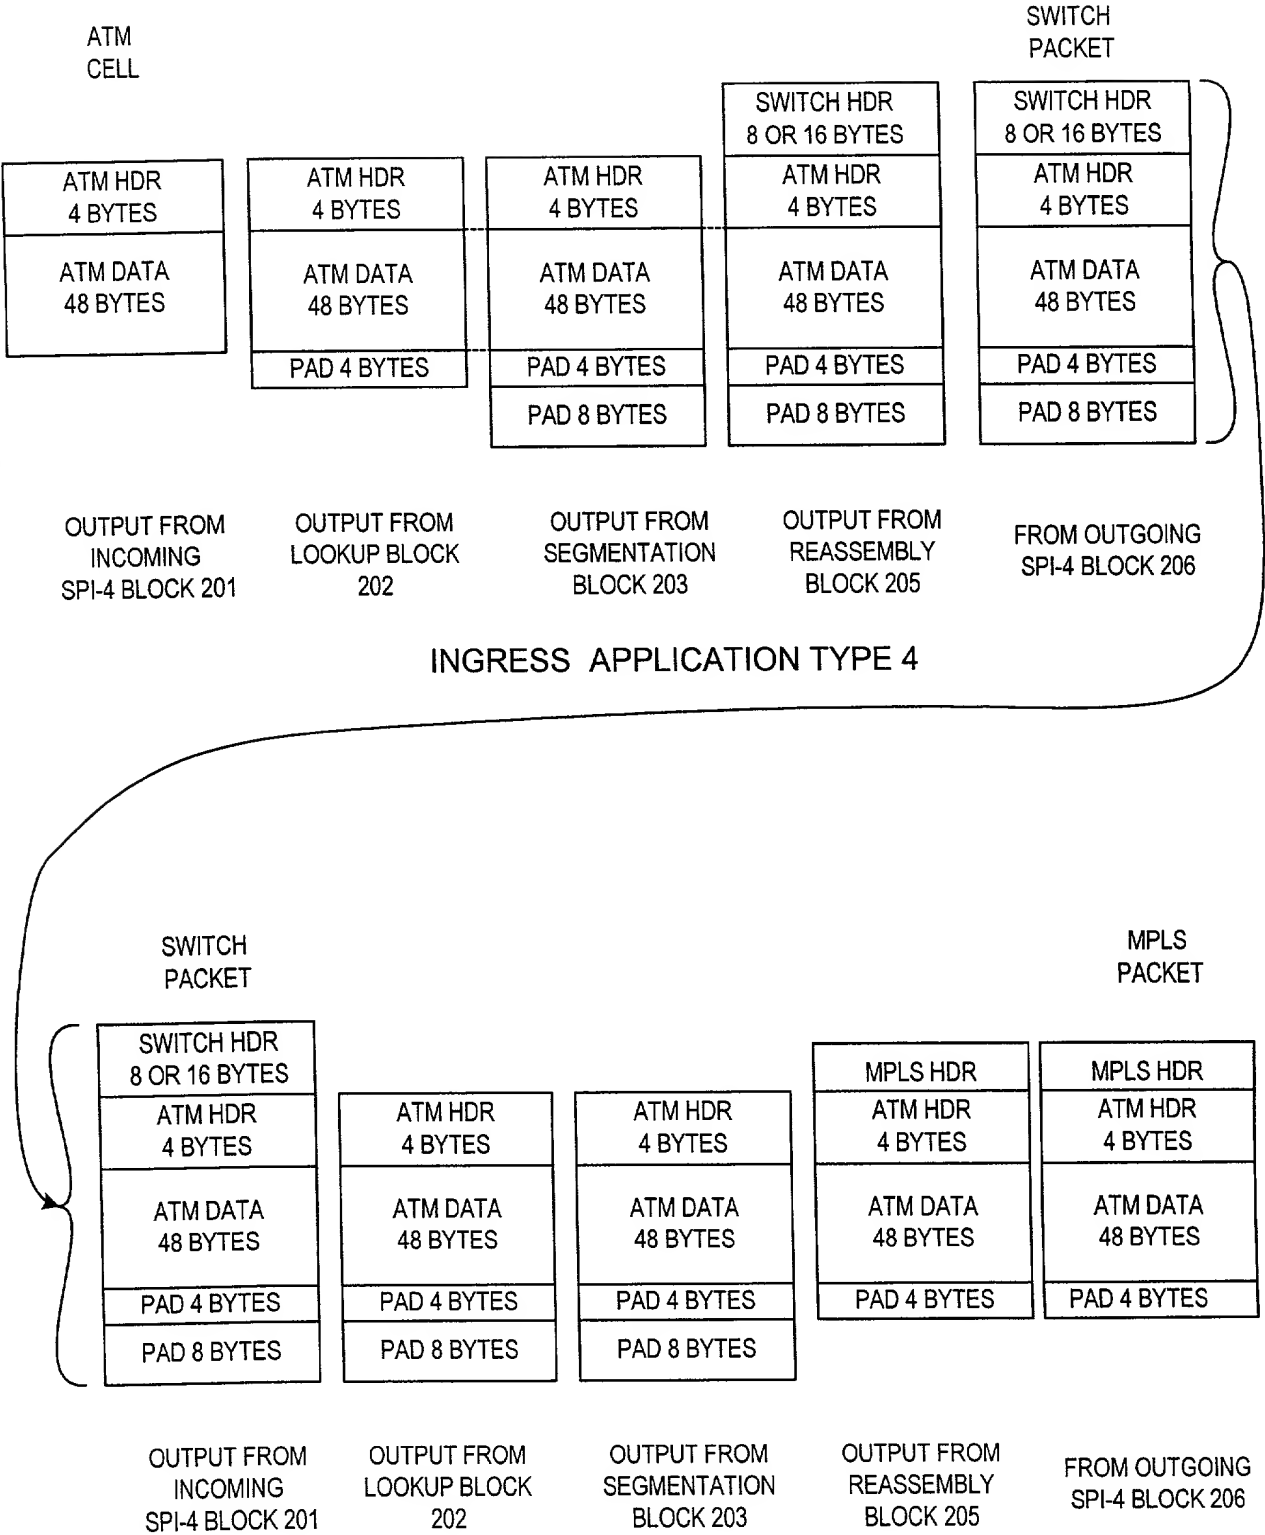 ATM
CELL
SWITCH
PACKET
ATM HDR
4 BYTES
ATM DATA
48 BYTES
ATM HDR
4 BYTES
ATM DATA
48 BYTES
PAD 4 BYTES
ATM HDR
4 BYTES
ATM DATA
48 BYTES
PAD 4 BYTES
PAD 8 BYTES
SWITCH HDR
8 OR 16 BYTES
ATM HDR
4 BYTES
ATM DATA
48 BYTES
PAD 4 BYTES
PAD 8 BYTES
SWITCH HDR
8 OR 16 BYTES
ATM HDR
4 BYTES
ATM DATA
48 BYTES
PAD 4 BYTES
PAD 8 BYTES
OUTPUT FROM
INCOMING
SPI-4 BLOCK 201
OUTPUT FROM
LOOKUP BLOCK
202
OUTPUT FROM
SEGMENTATION
BLOCK 203
OUTPUT FROM
REASSEMBLY
BLOCK 205
FROM OUTGOING
SPI-4 BLOCK 206
INGRESS APPLICATION TYPE 4
SWITCH
PACKET
MPLS
PACKET
SWITCH HDR
8 OR 16 BYTES
ATM HDR
4 BYTES
ATM DATA
48 BYTES
PAD 4 BYTES
PAD 8 BYTES
ATM HDR
4 BYTES
ATM DATA
48 BYTES
PAD 4 BYTES
PAD 8 BYTES
ATM HDR
4 BYTES
ATM DATA
48 BYTES
PAD 4 BYTES
PAD 8 BYTES
MPLS HDR
ATM HDR
4 BYTES
ATM DATA
48 BYTES
PAD 4 BYTES
MPLS HDR
ATM HDR
4 BYTES
ATM DATA
48 BYTES
PAD 4 BYTES
OUTPUT FROM
INCOMING
SPI-4 BLOCK 201
OUTPUT FROM
LOOKUP BLOCK
202
OUTPUT FROM
SEGMENTATION
BLOCK 203
OUTPUT FROM
REASSEMBLY
BLOCK 205
FROM OUTGOING
SPI-4 BLOCK 206